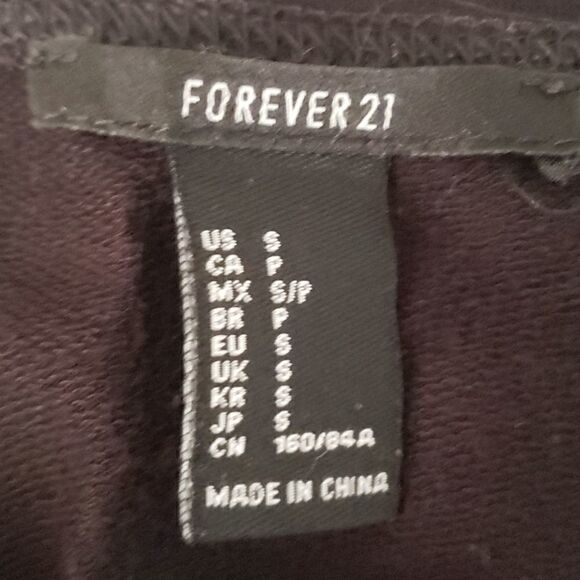 FOREVER 21
US S
CA P
MX S/P
BR P
EU S
UK S
KR S
JP S
CN 160/84A
MADE IN CHINA